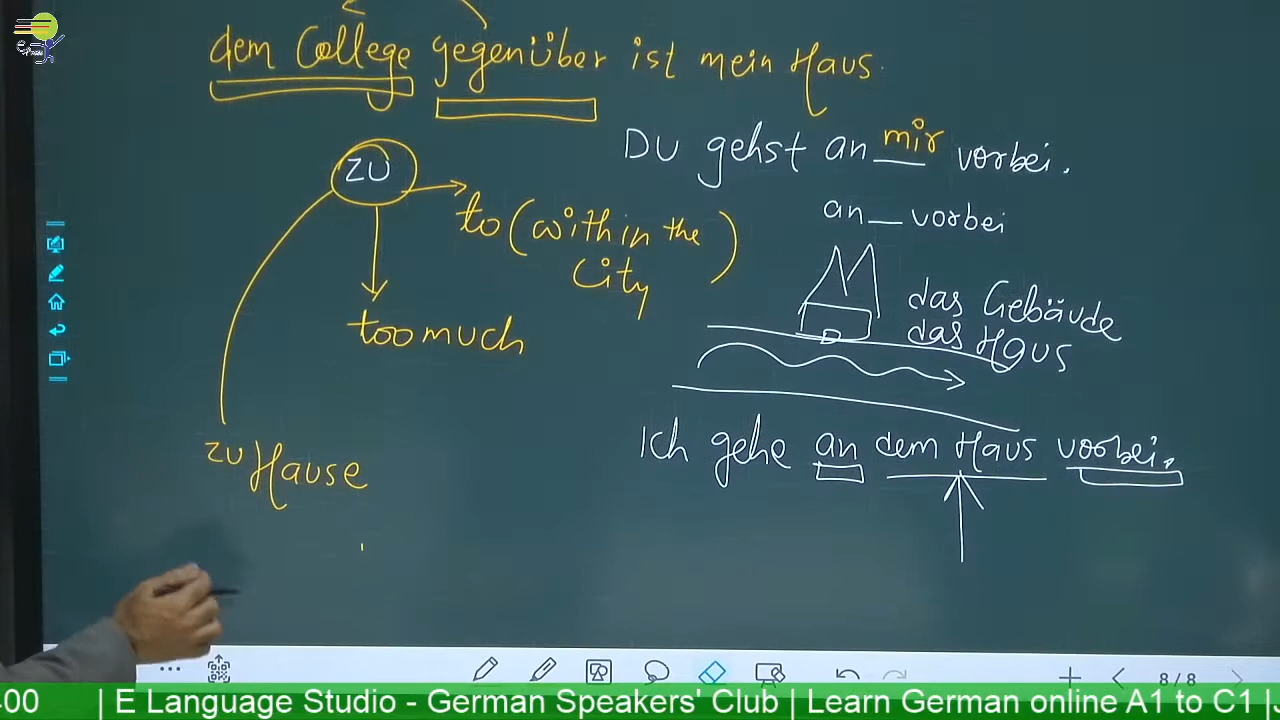 dem College gegenüber ist mein Haus.
Du gehst an mir vorbei.
zu
to (within the City)
an__vorbei
too much
das Gebäude
das Haus
Ich gehe an dem Haus vorbei.
zu Hause
8/8
400 | E Language Studio - German Speakers' Club | Learn German online A1 to C1 |